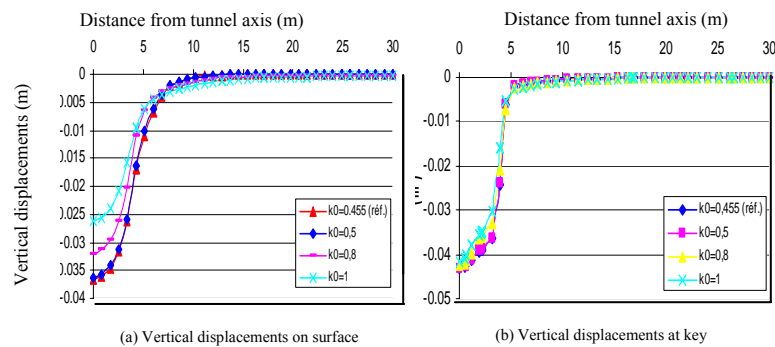 Distance from tunnel axis (m)
0 5 10 15 20 25 30
Vertical displacements (m)
0
0.005
-0.01
0.015
-0.02
0.025
-0.03
0.035
-0.04
k0=0.455 (réf.)
k0=0,5
k0=0,8
k0=1
(a) Vertical displacements on surface
Distance from tunnel axis (m)
0 5 10 15 20 25 30
0
-0.01
-0.02
-0.03
-0.04
-0.05
k0=0,455 (réf.)
k0=0,5
k0=0,8
k0=1
(b) Vertical displacements at key